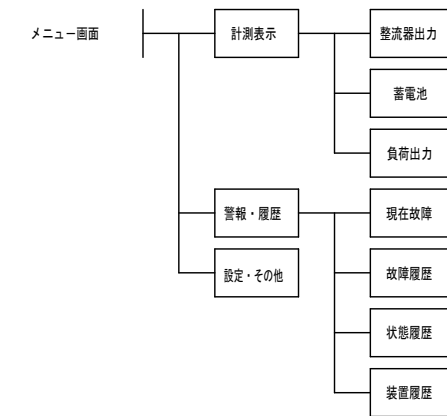 メニュー画面
計測表示
整流器出力
蓄電池
負荷出力
警報・履歴
現在故障
故障履歴
設定・その他
状態履歴
装置履歴